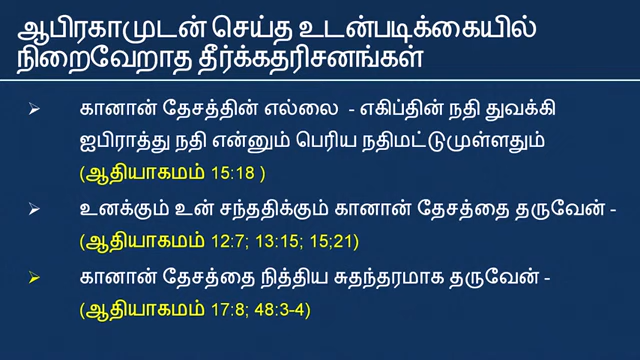 ஆபிரகாமுடன் செய்த உடன்படிக்கையில்
நிறைவேறாத தீர்க்கதரிசனங்கள்
➢ கானான் தேசத்தின் எல்லை - எகிப்தின் நதி துவக்கி
ஐபிராத்து நதி என்னும் பெரிய நதிமட்டுமுள்ளதும்
(ஆதியாகமம் 15:18 )
➢ உனக்கும் உன் சந்ததிக்கும் கானான் தேசத்தை தருவேன் -
(ஆதியாகமம் 12:7; 13:15; 15;21)
➢ கானான் தேசத்தை நித்திய சுதந்தரமாக தருவேன் -
(ஆதியாகமம் 17:8; 48:3-4)